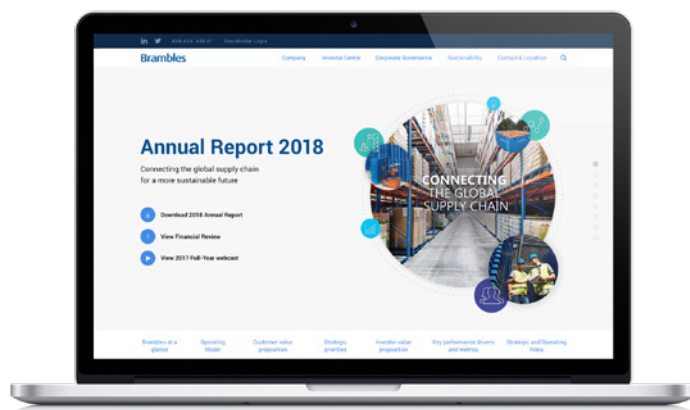 Shareholder Login
Brambles
Company Investor Centre Corporate Governance Sustainability Contact & Location
Annual Report 2018
Connecting the global supply chain
for a more sustainable future
Download 2018 Annual Report
View Financial Review
View 2017 Full-Year webcast
CONNECTING
THE GLOBAL
SUPPLY CHAIN
Brambles at a
glance
Operating
Model
Customer value
proposition
Strategic
priorities
Investor value
proposition
Key performance drivers
and metrics
Strategic and Operating
Risks